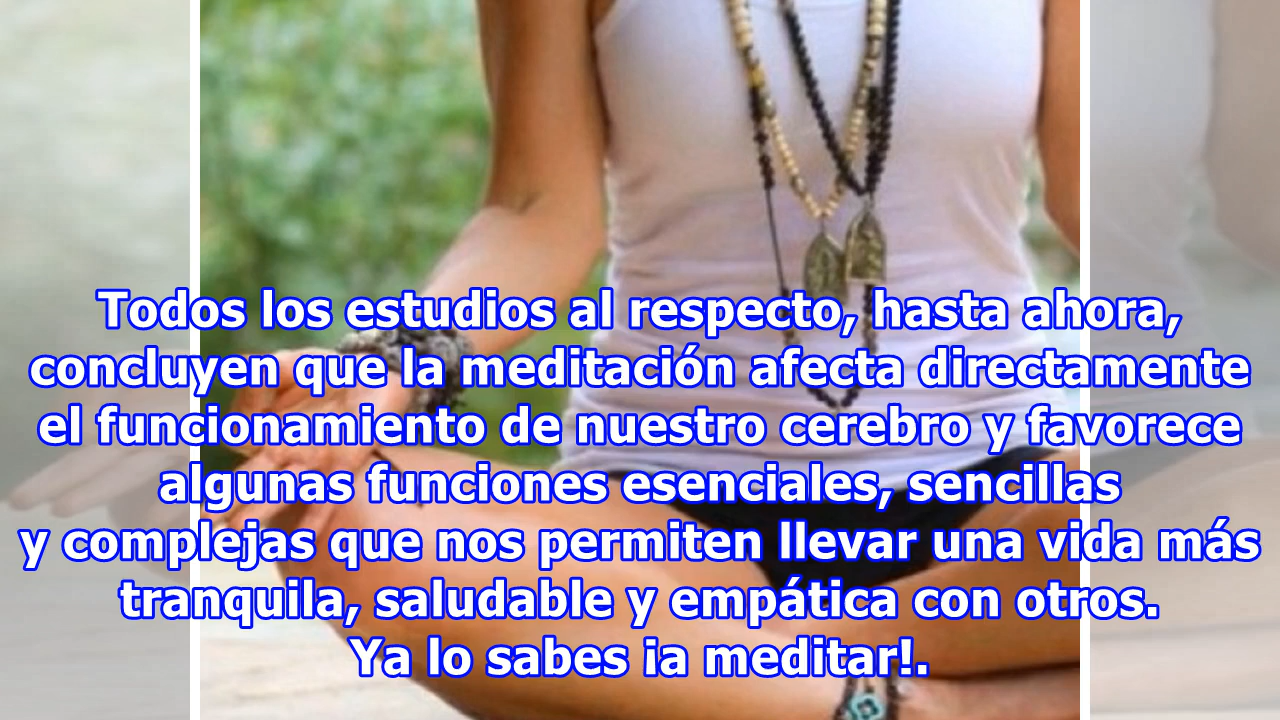 Todos los estudios al respecto, hasta ahora,
concluyen que la meditación afecta directamente
el funcionamiento de nuestro cerebro y favorece
algunas funciones esenciales, sencillas
y complejas que nos permiten llevar una vida más
tranquila, saludable y empática con otros.
Ya lo sabes ¡a meditar!.